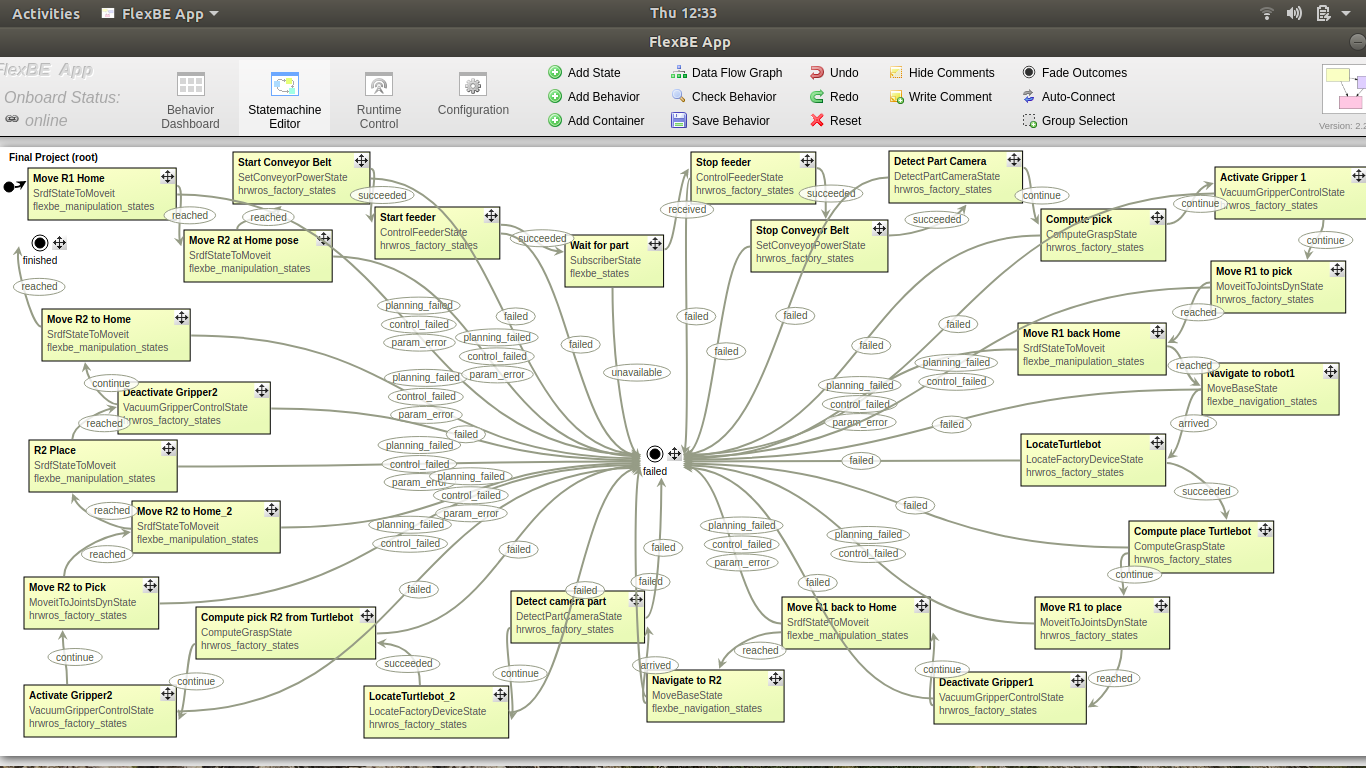 Activities
FlexBE App
Thu 12:33
FlexBE App
FlexBE App
Onboard Status:
online
Behavior
Dashboard
Statemachine
Editor
Runtime
Control
Configuration
Add State
Add Behavior
Add Container
Data Flow Graph
Check Behavior
Save Behavior
Undo
Redo
Reset
Hide Comments
Write Comment
Fade Outcomes
Auto-Connect
Group Selection
Final Project (root)
Move R1 Home
SrdfStateToMoveit
flexbe_manipulation_states
reached
Start Conveyor Belt
SetConveyorPowerState
hrwros_factory_states
succeeded
reached
Move R2 at Home pose
SrdfStateToMoveit
flexbe_manipulation_states
Start feeder
ControlFeederState
hrwros_factory_states
succeeded
Wait for part
SubscriberState
flexbe_states
received
Stop feeder
ControlFeederState
hrwros_factory_states
succeeded
Stop Conveyor Belt
SetConveyorPowerState
hrwros_factory_states
succeeded
Detect Part Camera
DetectPartCameraState
hrwros_factory_states
continue
Compute pick
ComputeGraspState
hrwros_factory_states
continue
Activate Gripper 1
VacuumGripperControlState
hrwros_factory_states
continue
Move R1 to pick
MoveitToJointsDynState
hrwros_factory_states
reached
Move R1 back Home
SrdfStateToMoveit
flexbe_manipulation_states
reached
Navigate to robot1
MoveBaseState
flexbe_navigation_states
arrived
LocateTurtlebot
LocateFactoryDeviceState
hrwros_factory_states
succeeded
Compute place Turtlebot
ComputeGraspState
hrwros_factory_states
continue
Move R1 to place
MoveitToJointsDynState
hrwros_factory_states
reached
Deactivate Gripper1
VacuumGripperControlState
hrwros_factory_states
continue
Move R1 back to Home
SrdfStateToMoveit
flexbe_manipulation_states
reached
Navigate to R2
MoveBaseState
flexbe_navigation_states
arrived
Detect camera part
DetectPartCameraState
hrwros_factory_states
continue
LocateTurtlebot_2
LocateFactoryDeviceState
hrwros_factory_states
succeeded
Compute pick R2 from Turtlebot
ComputeGraspState
hrwros_factory_states
continue
Activate Gripper2
VacuumGripperControlState
hrwros_factory_states
continue
Move R2 to Pick
MoveitToJointsDynState
hrwros_factory_states
reached
Move R2 to Home_2
SrdfStateToMoveit
flexbe_manipulation_states
reached
R2 Place
SrdfStateToMoveit
flexbe_manipulation_states
reached
Deactivate Gripper2
VacuumGripperControlState
hrwros_factory_states
continue
Move R2 to Home
SrdfStateToMoveit
flexbe_manipulation_states
reached
finished
planning_failed
control_failed
param_error
failed
planning_failed
control_failed
param_error
failed
unavailable
failed
failed
failed
failed
failed
planning_failed
control_failed
planning_failed
control_failed
param_error
failed
failed
failed
planning_failed
control_failed
param_error
failed
planning_failed
control_failed
param_error
planning_failed
control_failed
param_error
planning_failed
control_failed
failed
failed
failed
failed
failed
failed
planning_failed
control_failed
param_error
planning_failed
control_failed
failed